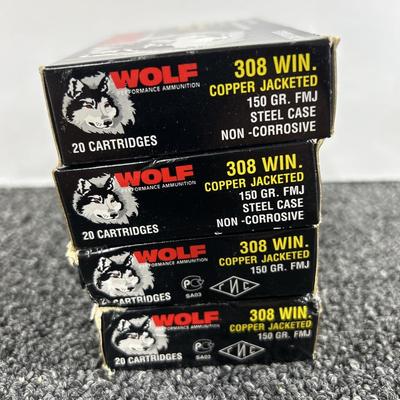 WOLF
PERFORMANCE AMMUNITION
20 CARTRIDGES
308 WIN.
COPPER JACKETED
150 GR. FMJ
STEEL CASE
NON -CORROSIVE
WOLF
PERFORMANCE AMMUNITION
20 CARTRIDGES
308 WIN.
COPPER JACKETED
150 GR. FMJ
STEEL CASE
NON -CORROSIVE
WOLF
PERFORMANCE AMMUNITION
20 CARTRIDGES
SA03
308 WIN.
COPPER JACKETED
150 GR. FMJ
WOLF
PERFORMANCE AMMUNITION
20 CARTRIDGES
SA03
308 WIN.
COPPER JACKETED
150 GR. FMJ